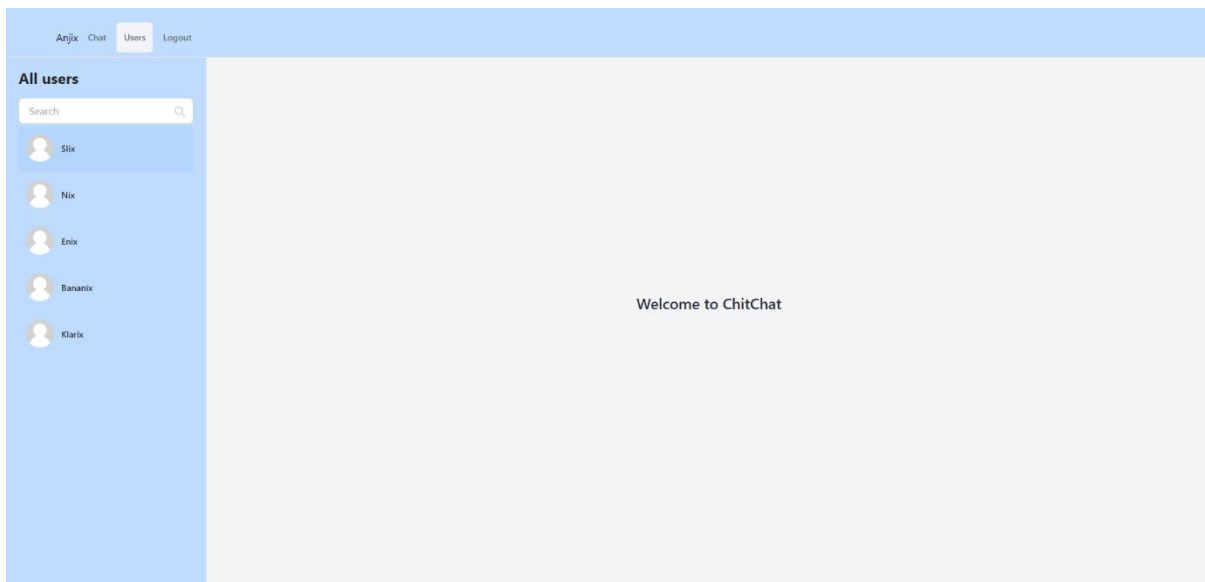 Anjix Chat Users Logout
All users
Search
Slix
Nix
Enix
Bananix
Klarix
Welcome to ChitChat